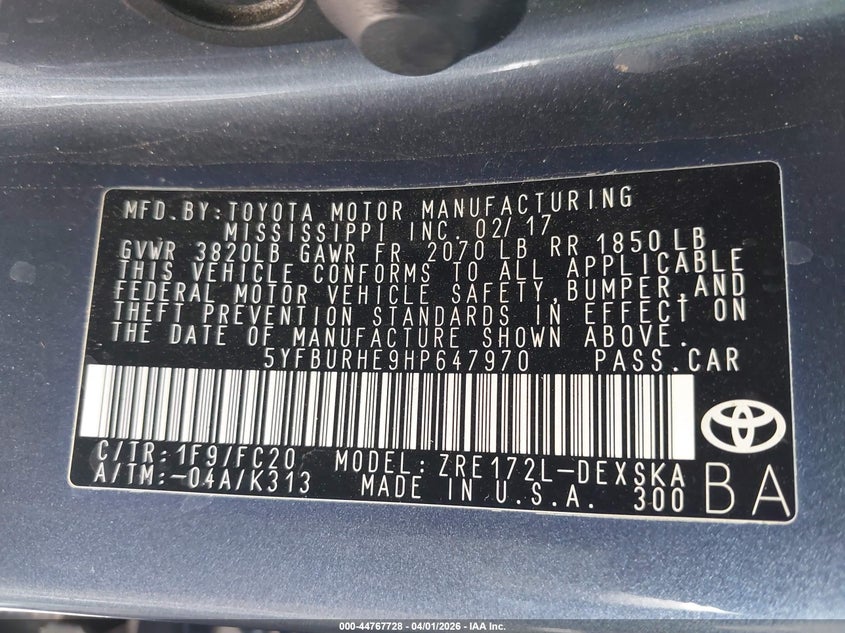 MFD.BY:TOYOTA MOTOR MANUFACTURING
MISSISSIPPI INC. 02/17
GVWR 3820LB GAWR FR 2070 LB RR 1850 LB
THIS VEHICLE CONFORMS TO ALL APPLICABLE
FEDERAL MOTOR VEHICLE SAFETY,BUMPER,AND
THEFT PREVENTION STANDARDS IN EFFECT ON
THE DATE OF MANUFACTURE SHOWN ABOVE.
5YFBURHE9HP647970 PASS.CAR
C/TR:1F9/FC20 MODEL:ZRE172L-DEXSKA
A/TM:-04A/K313 MADE IN U.S.A. 300 BA
000-44767728 - 04/01/2026 - IAA Inc.